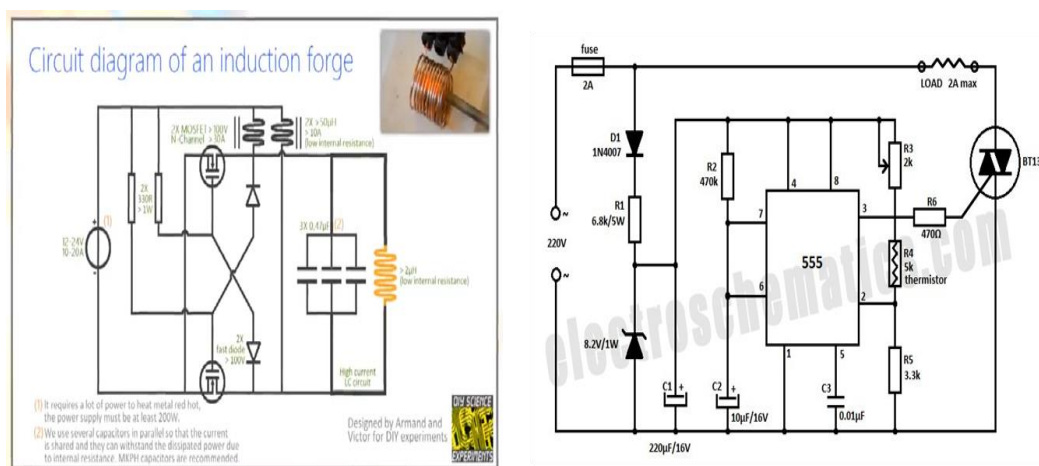 Circuit diagram of an induction forge
2X MOSFET > 100V
N-Channel > 30A
2X > 50µH
> 10A
(low internal resistance)
2X
330R
> 1W
(1)
12-24V
10-20A
+
-
3X 0,47µF (2)
> 2µH
(low internal resistance)
2X
fast diode
> 100V
High current
LC circuit
(1) It requires a lot of power to heat metal red hot,
the power supply must be at least 200W.
(2) We use several capacitors in parallel so that the current
is shared and they can withstand the dissipated power due
to internal resistance. MKPH capacitors are recommended.
Designed by Armand and
Victor for DIY experiments
DIY SCIENCE
EXPERIMENTS
fuse
2A
LOAD 2A max
D1
1N4007
R1
6.8k/5W
R2
470k
R3
2k
BT13
4
8
7
3
R6
470Ω
220V
~
~
555
R4
5k
thermistor
6
2
8.2V/1W
1
5
R5
3.3k
C1
+
C2
+
C3
10µF/16V
0.01µF
220µF/16V
electroschematics.com